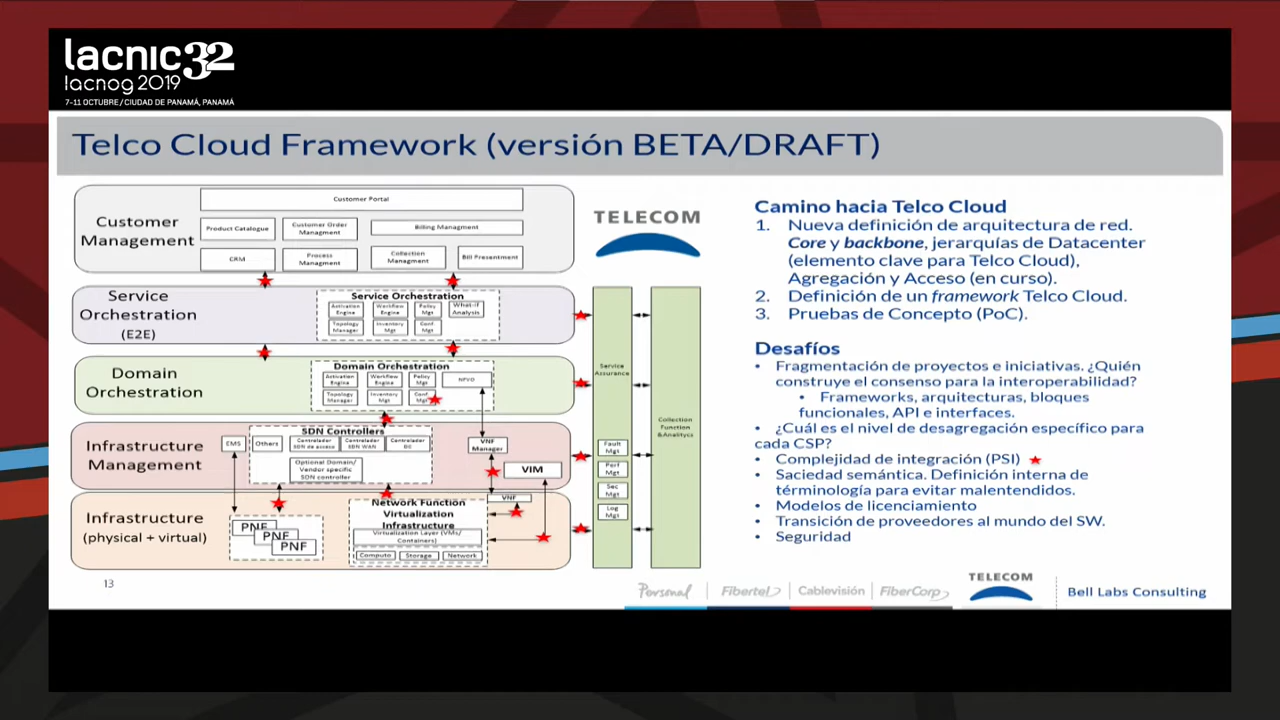 lacnic32
lacnog 2019
7-11 OCTUBRE / CIUDAD DE PANAMÁ, PANAMÁ
Telco Cloud Framework (versión BETA/DRAFT)
Customer
Management
Customer Portal
Product Catalogue
Customer Order
Managment
Billing Managment
CRM
Process
Managment
Collection
Managment
Bill Presentment
Service
Orchestration
(E2E)
Service Orchestration
Activation
Engine
Workflow
Engine
Policy
Mgt
What-if
Analysis
Topology
Manager
Inventory
Mgt
Conf
Mgt
Domain
Orchestration
Domain Orchestration
Activation
Engine
Workflow
Engine
Policy
Mgt
NFVO
Topology
Manager
Inventory
Mgt
Conf
Mgt
Infrastructure
Management
EMS
Others
SDN Controllers
Controlador
SDN de acceso
Controlador
SDN WAN
Controlador
Optional Domain/
Vendor specific
SDN controller
VNF
Manager
VIM
Infrastructure
(physical + virtual)
PNF
PNF
PNF
Network Function
Virtualization
Infrastructure
Virtualization Layer (VMs/
Containers)
Compute
Storage
Network
VNF
TELECOM
Service
Assurance
Fault
Mgt
Perf
Mgt
Sec
Mgt
Log
Mgt
Collection
Function
&Analitycs
Camino hacia Telco Cloud
1. Nueva definición de arquitectura de red.
Core y backbone, jerarquías de Datacenter
(elemento clave para Telco Cloud),
Agregación y Acceso (en curso).
2. Definición de un framework Telco Cloud.
3. Pruebas de Concepto (PoC).
Desafíos
• Fragmentación de proyectos e iniciativas. ¿Quién
construye el consenso para la interoperabilidad?
• Frameworks, arquitecturas, bloques
funcionales, API e interfaces.
• ¿Cuál es el nivel de desagregación específico para
cada CSP?
• Complejidad de integración (PSI)
• Saciedad semántica. Definición interna de
términología para evitar malentendidos.
• Modelos de licenciamiento
• Transición de proveedores al mundo del SW.
• Seguridad
13
Personal
Fibertel
Cablevisión
FiberCorp
TELECOM
Bell Labs Consulting